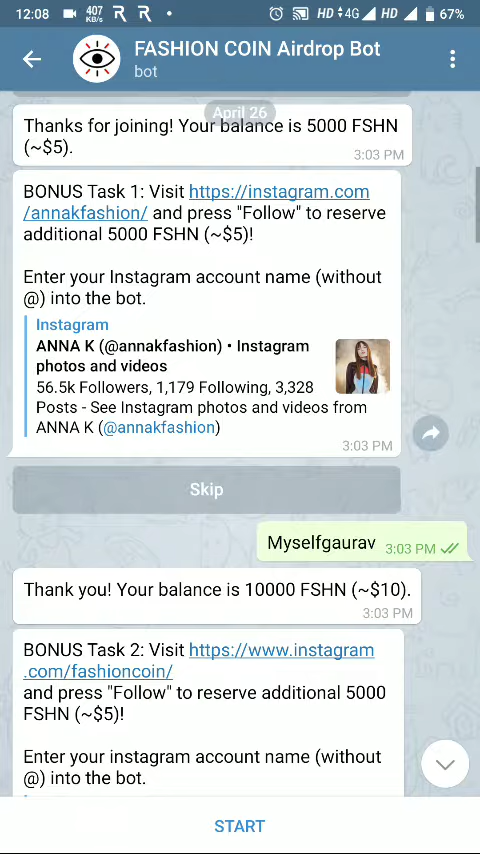 12:08 407 KB/s R R HD 4G HD 67%
FASHION COIN Airdrop Bot
bot
April 26
Thanks for joining! Your balance is 5000 FSHN
(~$5).
3:03 PM
BONUS Task 1: Visit https://instagram.com
/annakfashion/ and press "Follow" to reserve
additional 5000 FSHN (~$5)!
Enter your Instagram account name (without
@) into the bot.
Instagram
ANNA K (@annakfashion) • Instagram
photos and videos
56.5k Followers, 1,179 Following, 3,328
Posts - See Instagram photos and videos from
ANNA K (@annakfashion)
3:03 PM
Skip
Myselfgaurav 3:03 PM
Thank you! Your balance is 10000 FSHN (~$10).
3:03 PM
BONUS Task 2: Visit https://www.instagram
.com/fashioncoin/
and press "Follow" to reserve additional 5000
FSHN (~$5)!
Enter your instagram account name (without
@) into the bot.
START